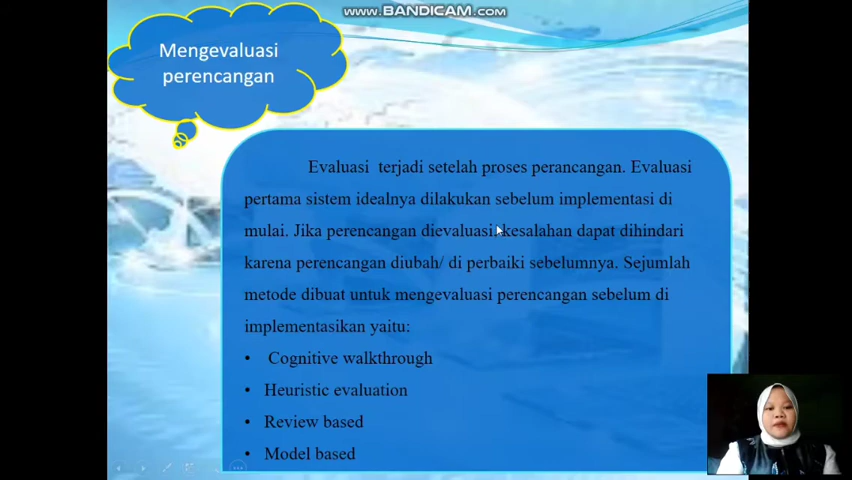 www.BANDICAM.com
Mengevaluasi
perencangan
Evaluasi terjadi setelah proses perancangan. Evaluasi
pertama sistem idealnya dilakukan sebelum implementasi di
mulai. Jika perencangan dievaluasi. kesalahan dapat dihindari
karena perencangan diubah/ di perbaiki sebelumnya. Sejumlah
metode dibuat untuk mengevaluasi perencangan sebelum di
implementasikan yaitu:
• Cognitive walkthrough
• Heuristic evaluation
• Review based
• Model based